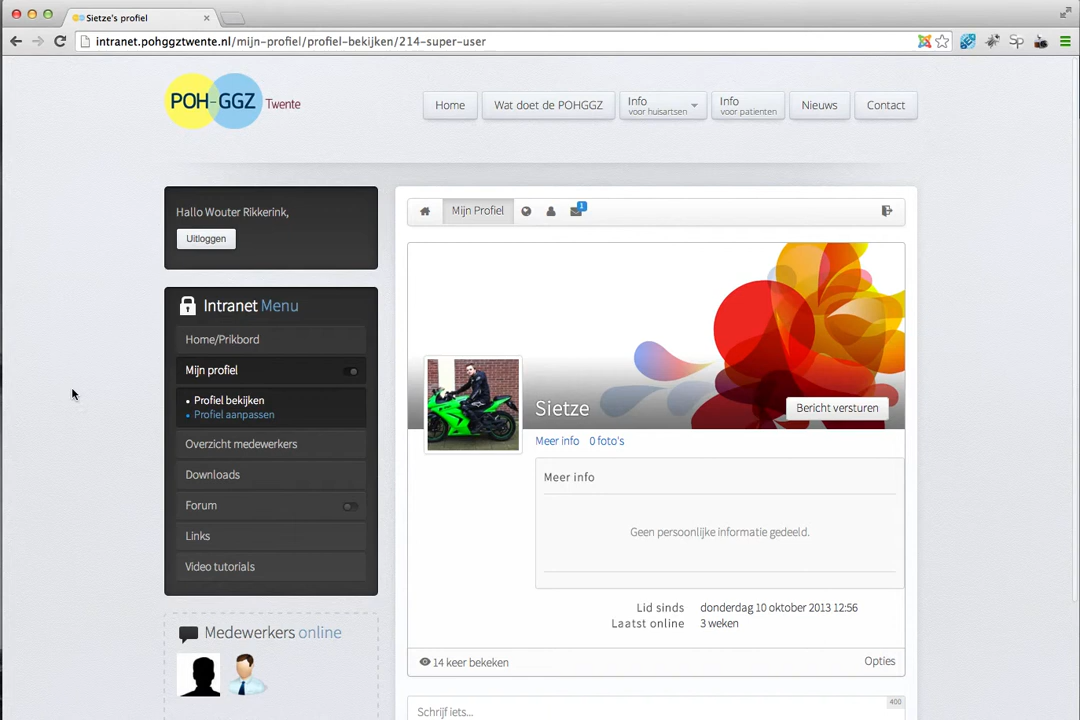 Sietze's profiel
intranet.pohggztwente.nl/mijn-profiel/profiel-bekijken/214-super-user
Sp
POH-GGZ Twente
Home
Wat doet de POHGGZ
Info
voor huisartsen
Info
voor patienten
Nieuws
Contact
Hallo Wouter Rikkerink,
Uitloggen
Intranet Menu
Home/Prikbord
Mijn profiel
Profiel bekijken
Profiel aanpassen
Overzicht medewerkers
Downloads
Forum
Links
Video tutorials
Medewerkers online
Mijn Profiel
1
Sietze
Bericht versturen
Meer info 0 foto's
Meer info
Geen persoonlijke informatie gedeeld.
Lid sinds donderdag 10 oktober 2013 12:56
Laatst online 3 weken
14 keer bekeken
Opties
400
Schrijf iets...